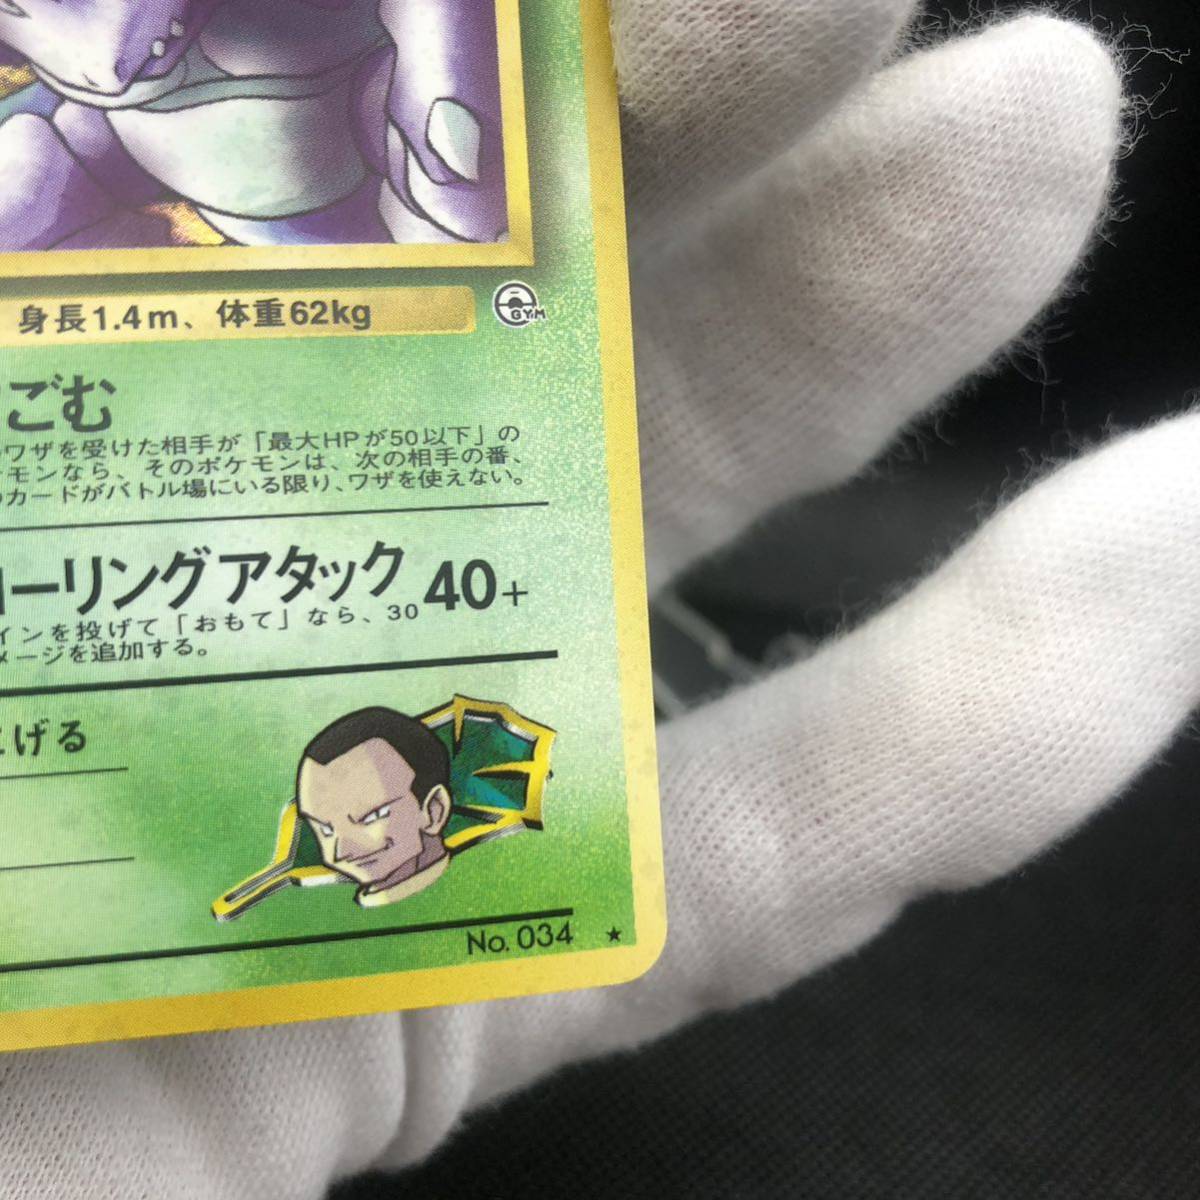 身長1.4m、体重62kg
GYM
ごむ
ワザを受けた相手が「最大HPが50以下」の
モンなら、そのポケモンは、次の相手の番、
カードがバトル場にいる限り、ワザを使えない。
ーリングアタック 40+
インを投げて「おもて」なら、30
メージを追加する。
げる
No. 034 ★